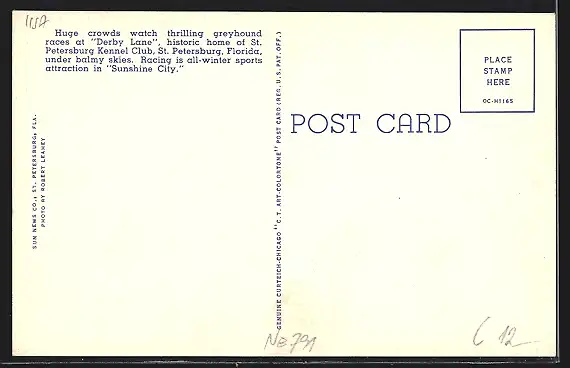 USA
Huge crowds watch thrilling greyhound
races at "Derby Lane", historic home of St.
Petersburg Kennel Club, St. Petersburg, Florida,
under balmy skies. Racing is all-winter sports
attraction in "Sunshine City."
SUN NEWS CO., ST. PETERSBURG, FLA.
PHOTO BY ROBERT LEAHEY
GENUINE CURTEICH-CHICAGO "C.T. ART-COLORTONE" POST CARD (REG. U.S. PAT. OFF.)
POST CARD
PLACE
STAMP
HERE
OC-H1165
C 12